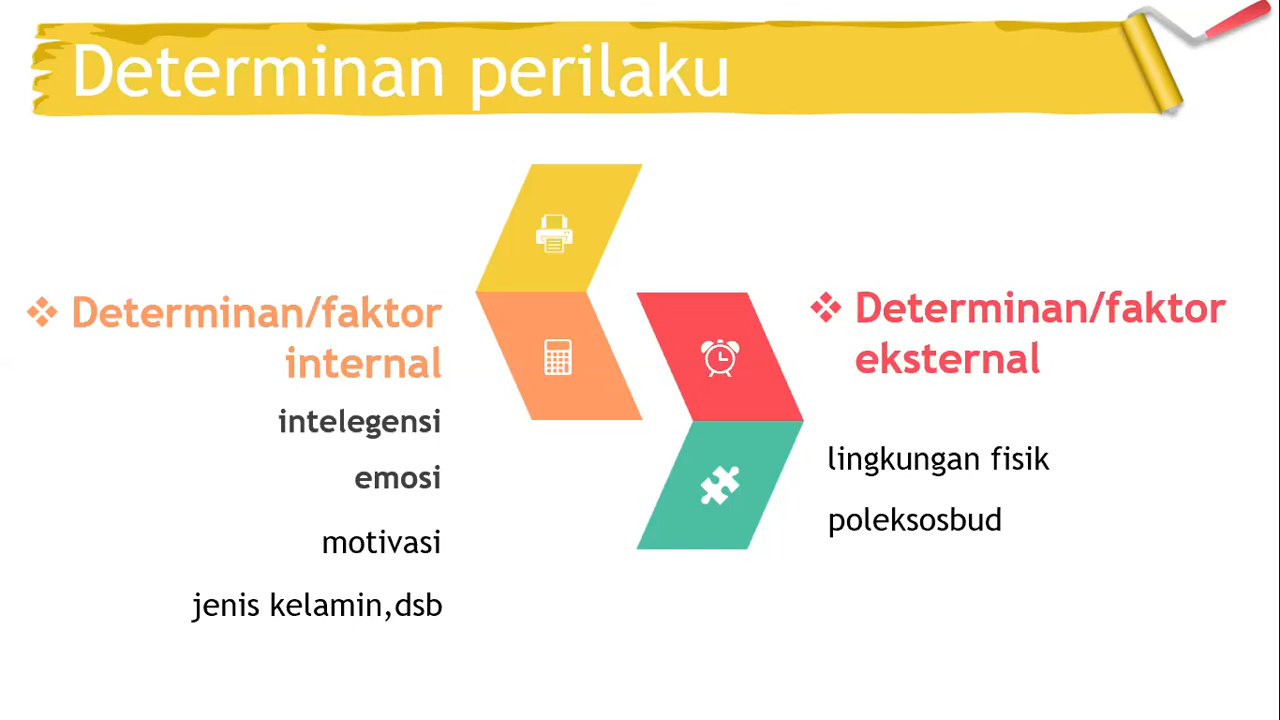 Determinan perilaku
❖ Determinan/faktor
internal
intelegensi
emosi
motivasi
jenis kelamin,dsb
❖ Determinan/faktor
eksternal
lingkungan fisik
poleksosbud